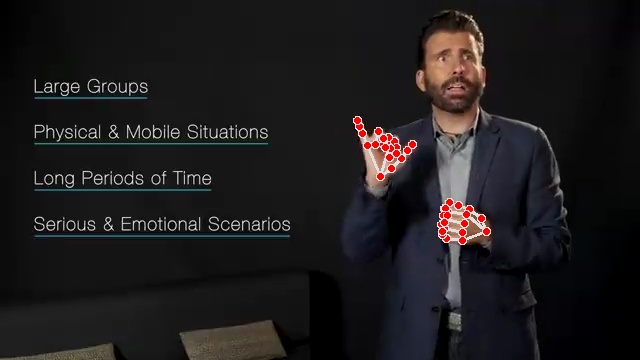 Large Groups
Physical & Mobile Situations
Long Periods of Time
Serious & Emotional Scenarios